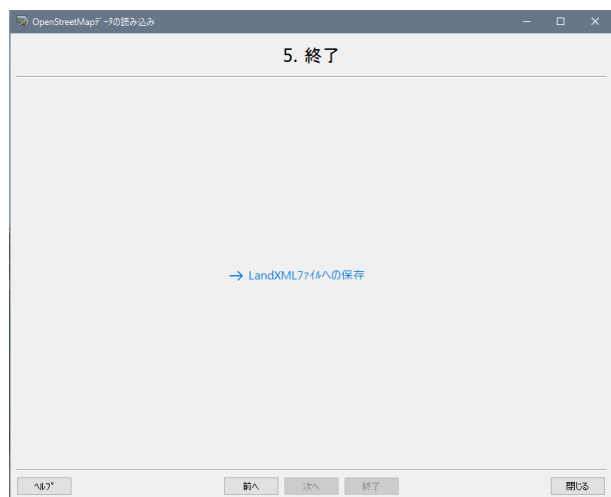 OpenStreetMapﾃﾞｰﾀの読み込み
5. 終了
→ LandXMLﾌｧｲﾙへの保存
ﾍﾙﾌﾟ
前へ
次へ
終了
閉じる